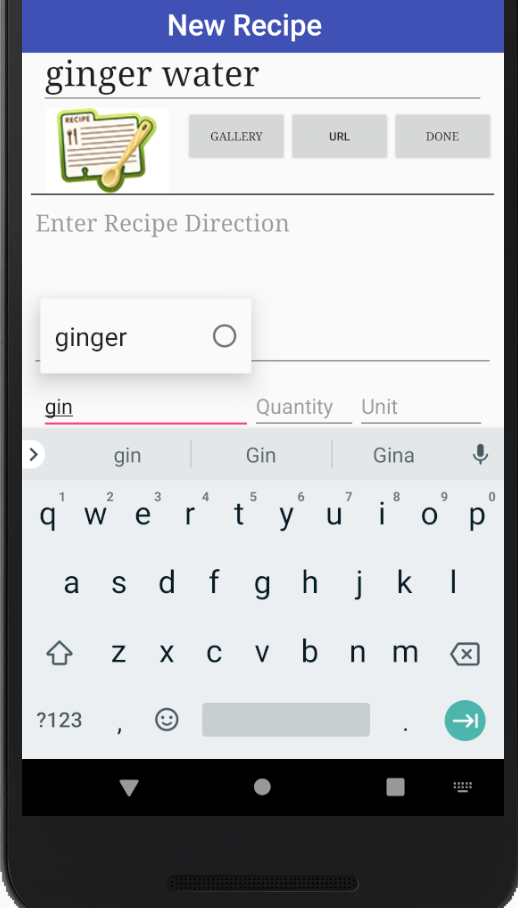 New Recipe
ginger water
RECIPE
GALLERY URL DONE
Enter Recipe Direction
ginger
gin Quantity Unit
gin Gin Gina
1 2 3 4 5 6 7 8 9 0
q w e r t y u i o p
a s d f g h j k l
z x c v b n m
?123 , .